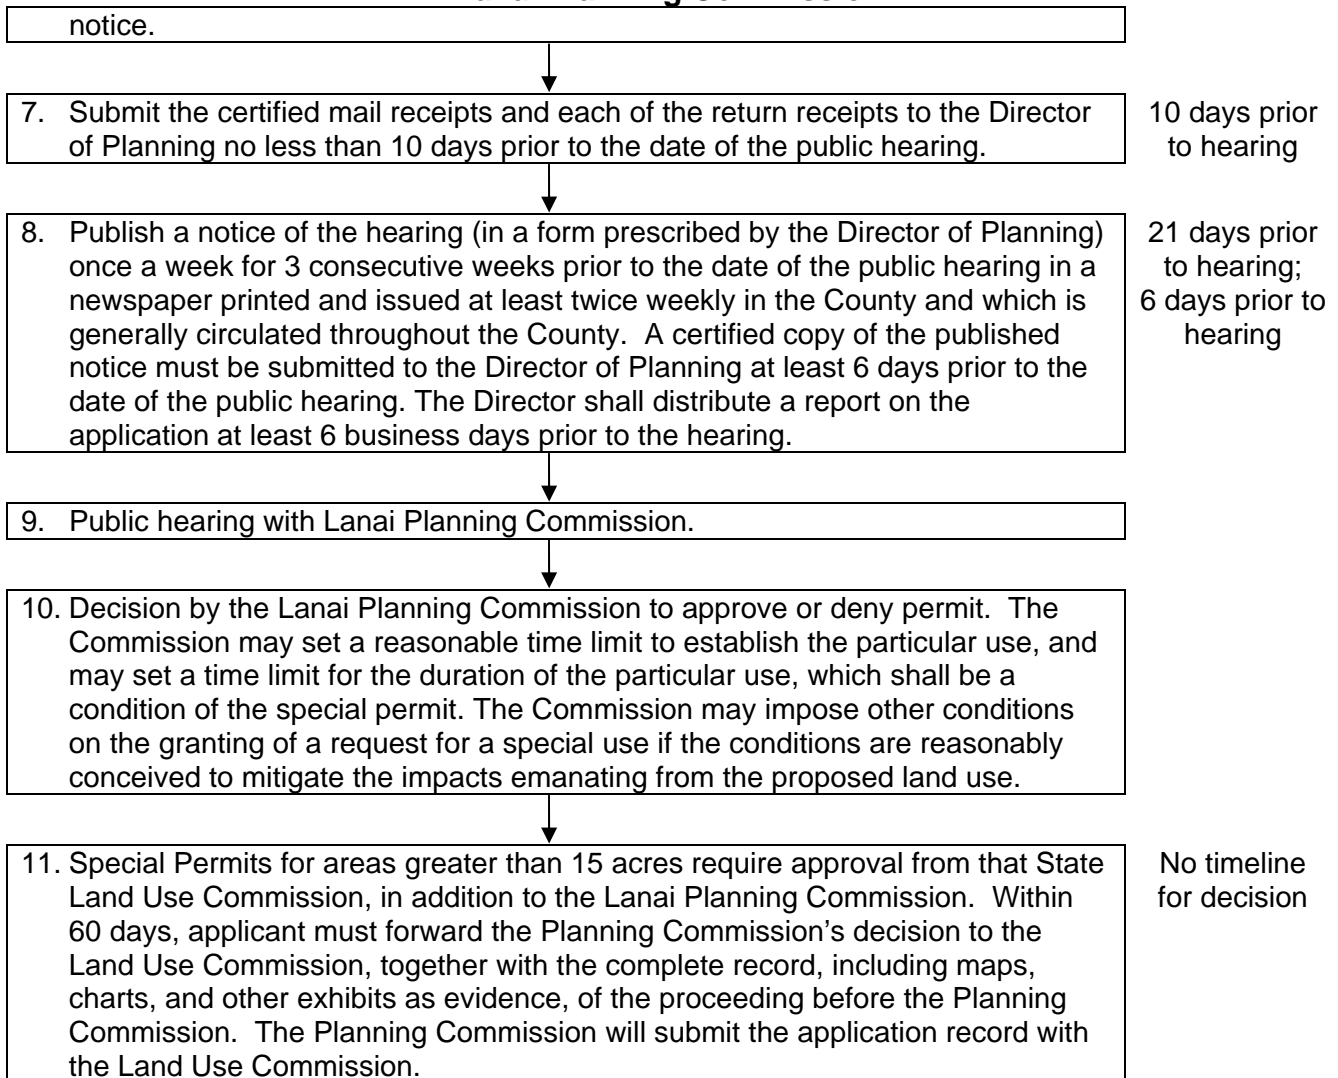 notice.
7. Submit the certified mail receipts and each of the return receipts to the Director
of Planning no less than 10 days prior to the date of the public hearing.
10 days prior
to hearing
8. Publish a notice of the hearing (in a form prescribed by the Director of Planning)
once a week for 3 consecutive weeks prior to the date of the public hearing in a
newspaper printed and issued at least twice weekly in the County and which is
generally circulated throughout the County. A certified copy of the published
notice must be submitted to the Director of Planning at least 6 days prior to the
date of the public hearing. The Director shall distribute a report on the
application at least 6 business days prior to the hearing.
21 days prior
to hearing;
6 days prior to
hearing
9. Public hearing with Lanai Planning Commission.
10. Decision by the Lanai Planning Commission to approve or deny permit. The
Commission may set a reasonable time limit to establish the particular use, and
may set a time limit for the duration of the particular use, which shall be a
condition of the special permit. The Commission may impose other conditions
on the granting of a request for a special use if the conditions are reasonably
conceived to mitigate the impacts emanating from the proposed land use.
11. Special Permits for areas greater than 15 acres require approval from that State
Land Use Commission, in addition to the Lanai Planning Commission. Within
60 days, applicant must forward the Planning Commission's decision to the
Land Use Commission, together with the complete record, including maps,
charts, and other exhibits as evidence, of the proceeding before the Planning
Commission. The Planning Commission will submit the application record with
the Land Use Commission.
No timeline
for decision